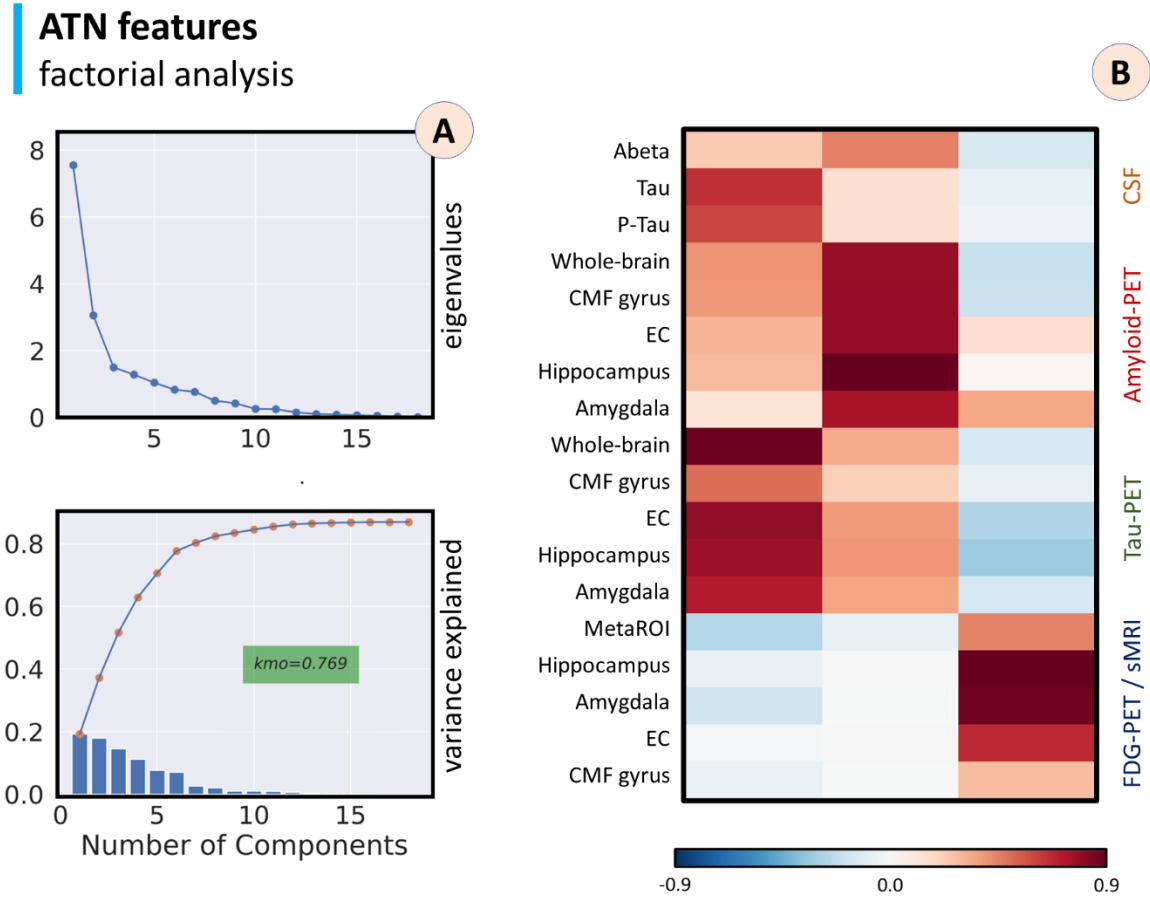 ATN features
factorial analysis
A
8
6
4
2
0
5
10
15
eigenvalues
0.8
0.6
0.4
0.2
0.0
kmo=0.769
0
5
10
15
Number of Components
variance explained
B
Abeta
Tau
P-Tau
Whole-brain
CMF gyrus
EC
Hippocampus
Amygdala
Whole-brain
CMF gyrus
EC
Hippocampus
Amygdala
MetaROI
Hippocampus
Amygdala
EC
CMF gyrus
CSF
Amyloid-PET
Tau-PET
FDG-PET / sMRI
-0.9
0.0
0.9